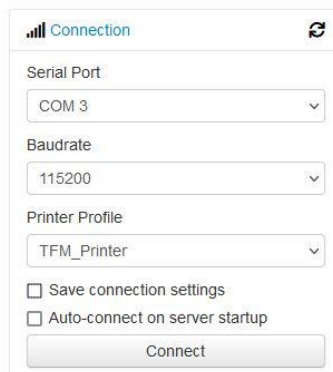 Connection
Serial Port
COM 3
Baudrate
115200
Printer Profile
TFM_Printer
Save connection settings
Auto-connect on server startup
Connect